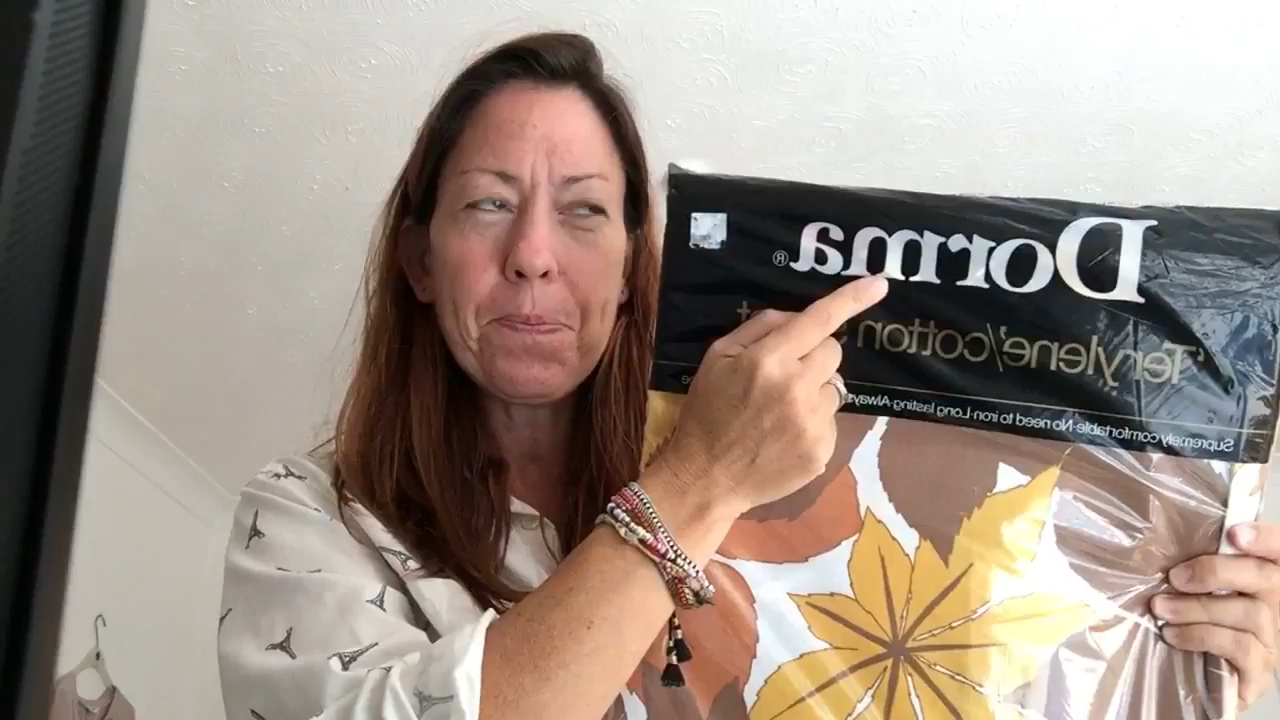 Dorma®
'Terylene'/cotton
Supremely comfortable·No need to iron·Long lasting·Always